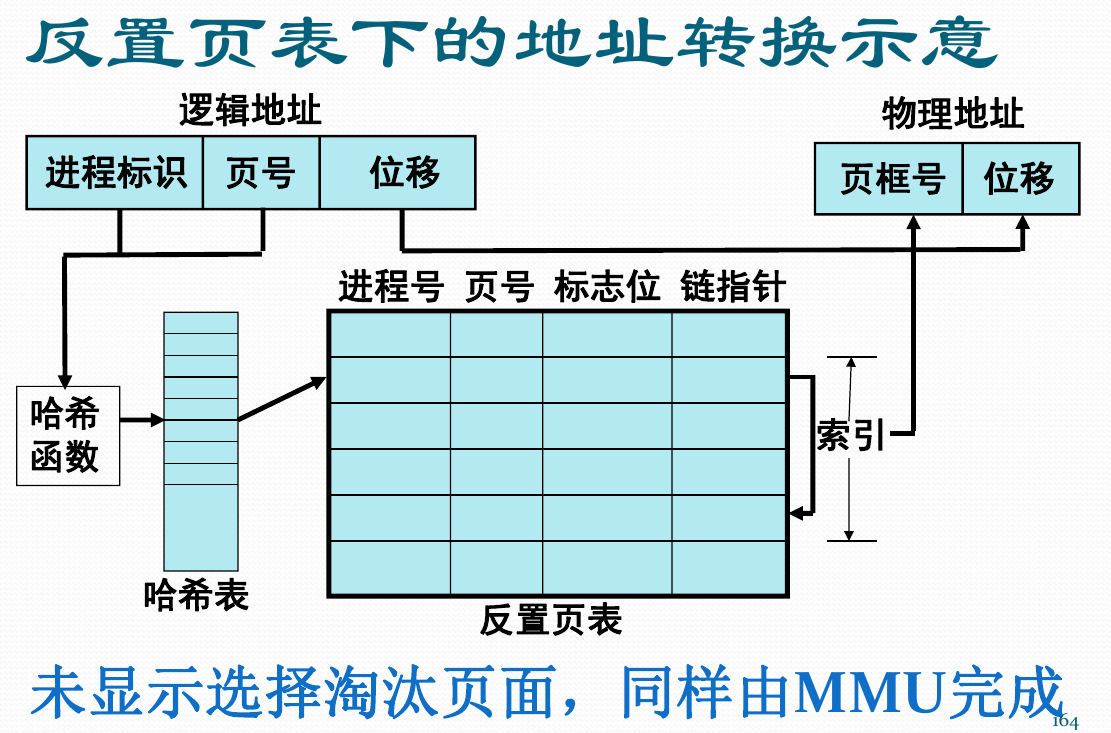 反置页表下的地址转换示意
逻辑地址
物理地址
进程标识 页号 位移
页框号 位移
进程号 页号 标志位 链指针
哈希
函数
索引
哈希表
反置页表
未显示选择淘汰页面，同样由MMU完成
164